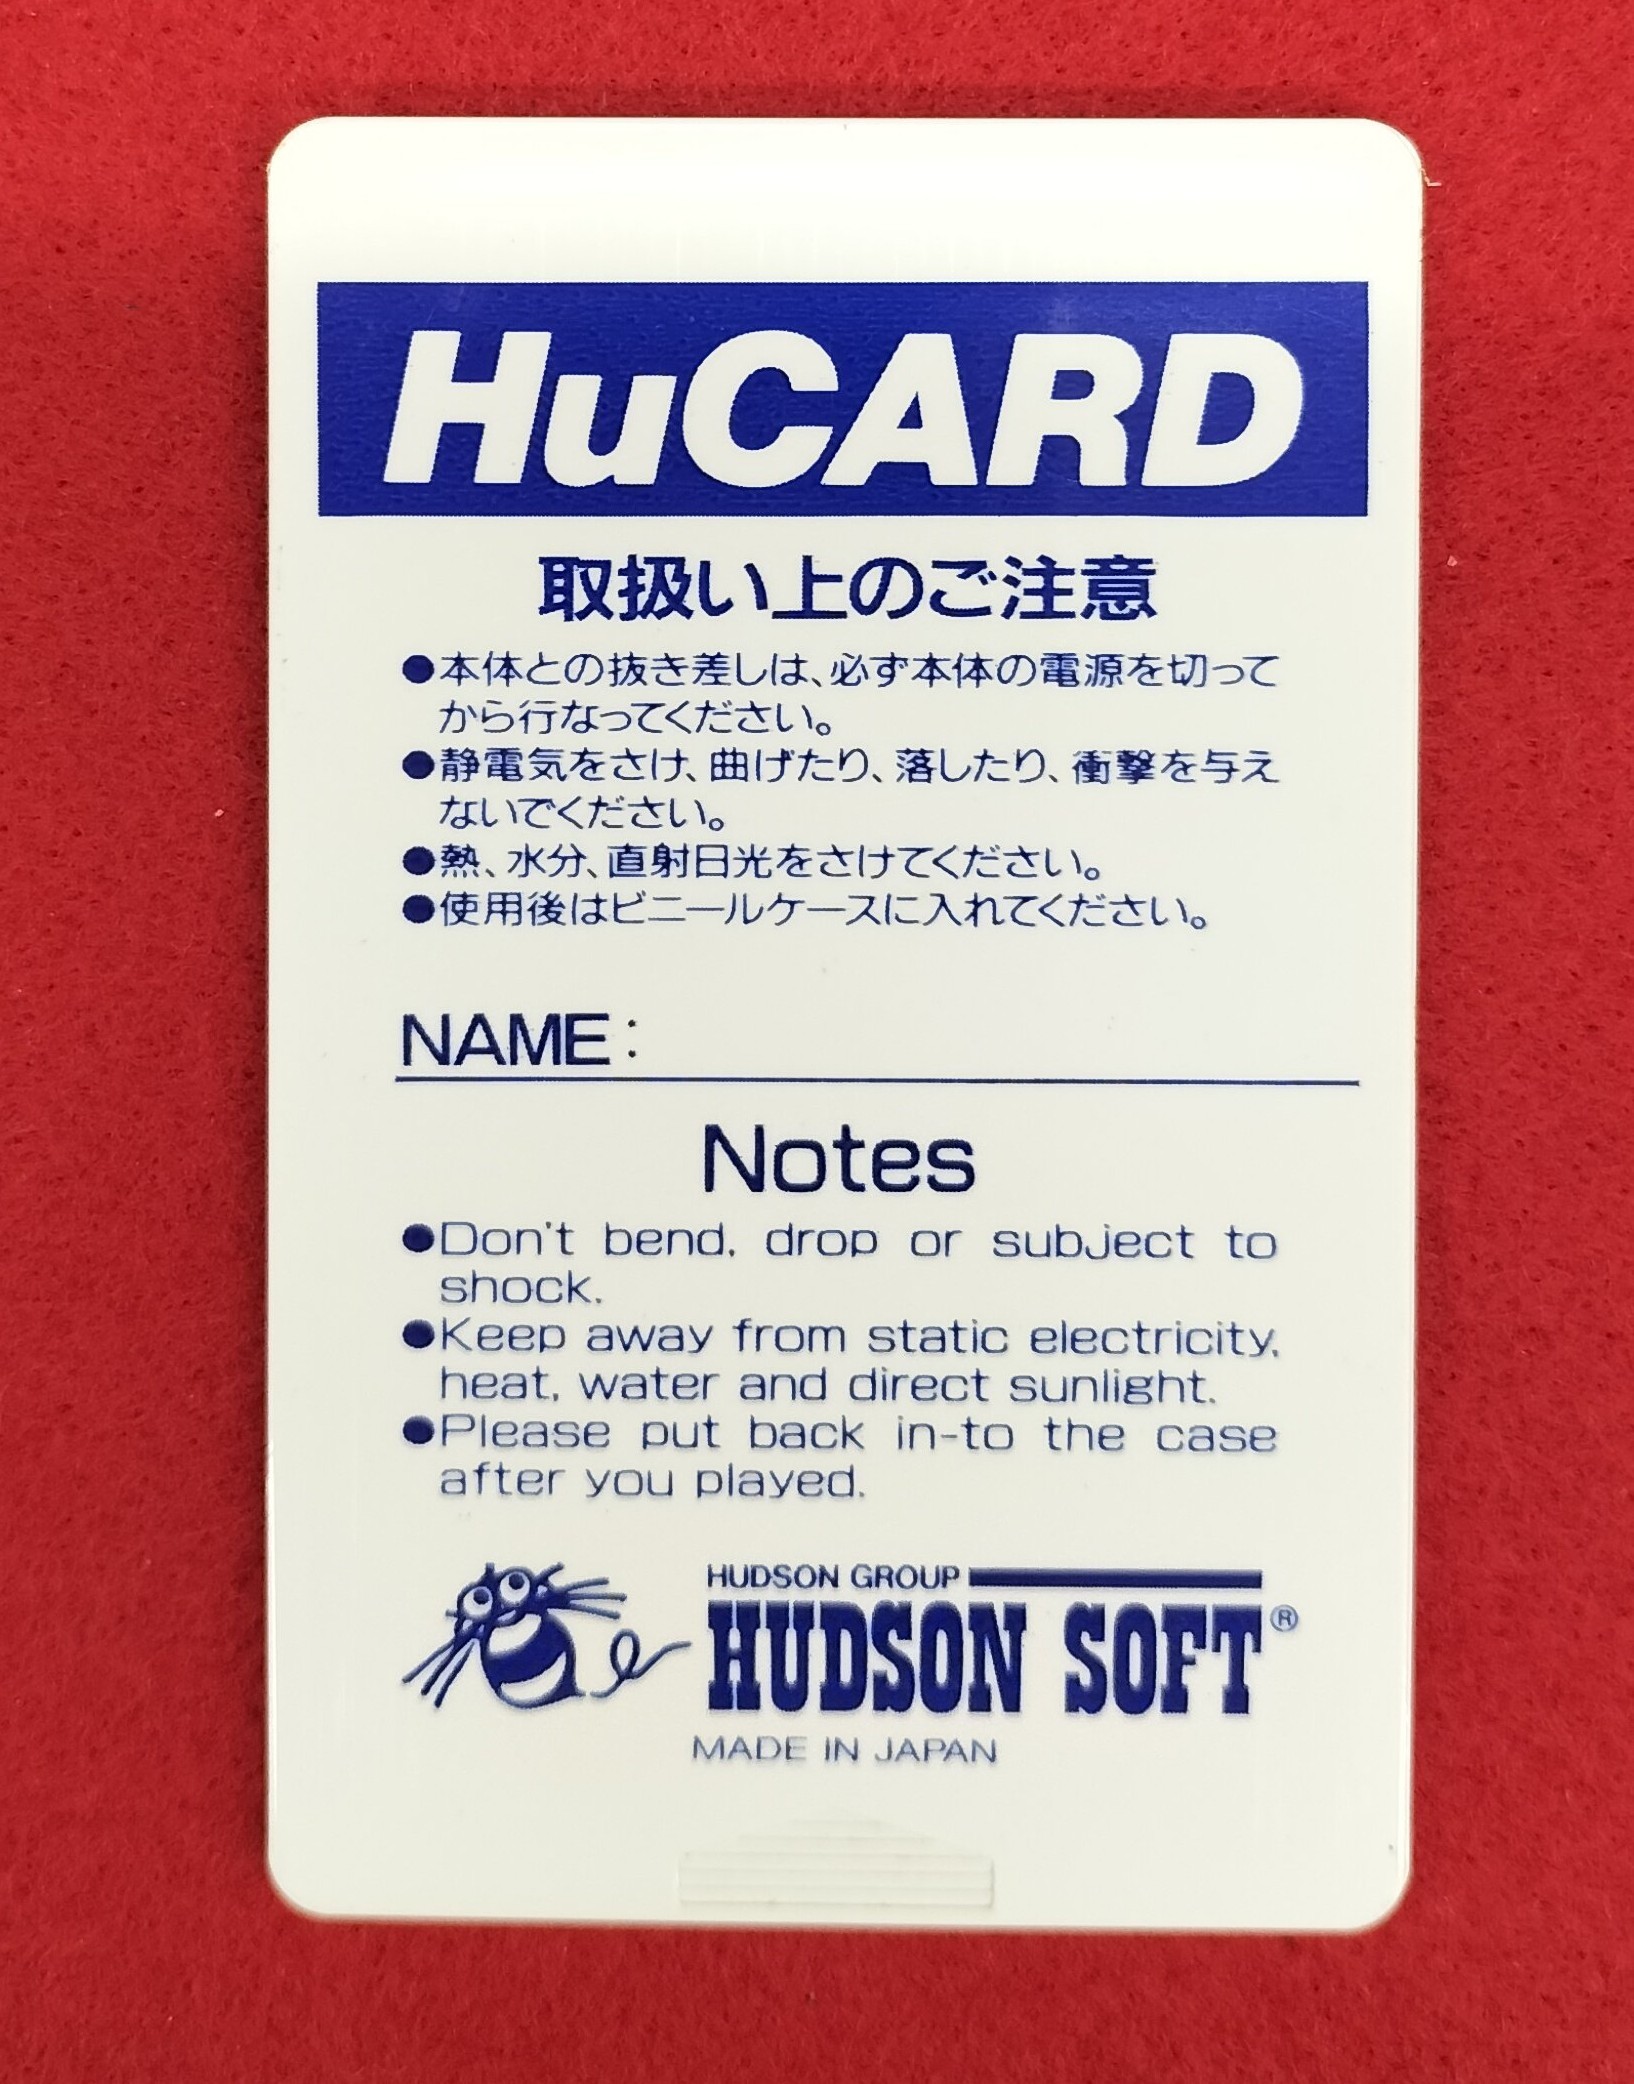 HuCARD
取扱い上のご注意
●本体との抜き差しは、必ず本体の電源を切って
から行なってください。
●静電気をさけ、曲げたり、落したり、衝撃を与え
ないでください。
●熱、水分、直射日光をさけてください。
●使用後はビニールケースに入れてください。
NAME:
Notes
●Don't bend, drop or subject to
shock.
●Keep away from static electricity,
heat, water and direct sunlight.
●Please put back in-to the case
after you played.
HUDSON GROUP
HUDSON SOFT®
MADE IN JAPAN